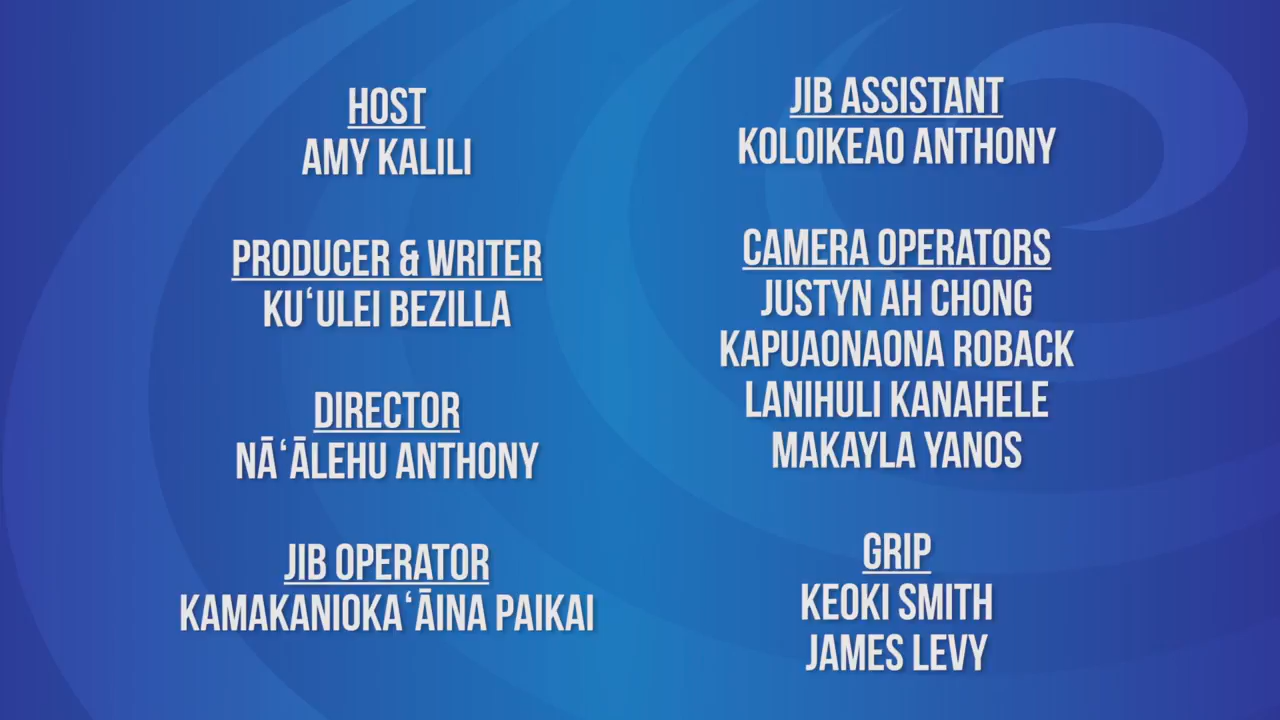 HOST
AMY KALILI
PRODUCER & WRITER
KUʻULEI BEZILLA
DIRECTOR
NĀʻĀLEHU ANTHONY
JIB OPERATOR
KAMAKANIOKAʻĀINA PAIKAI
JIB ASSISTANT
KOLOIKEAO ANTHONY
CAMERA OPERATORS
JUSTYN AH CHONG
KAPUAONAONA ROBACK
LANIHULI KANAHELE
MAKAYLA YANOS
GRIP
KEOKI SMITH
JAMES LEVY